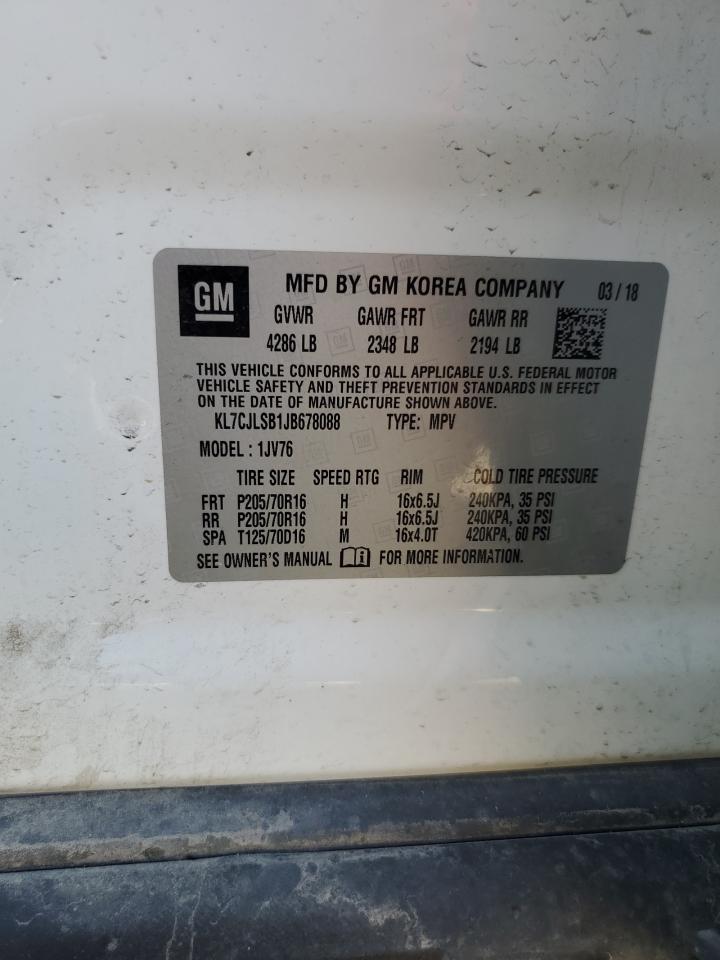 GM
MFD BY GM KOREA COMPANY 03/18
GVWR GAWR FRT GAWR RR
4286 LB 2348 LB 2194 LB
THIS VEHICLE CONFORMS TO ALL APPLICABLE U.S. FEDERAL MOTOR
VEHICLE SAFETY AND THEFT PREVENTION STANDARDS IN EFFECT
ON THE DATE OF MANUFACTURE SHOWN ABOVE.
KL7CJLSB1JB678088 TYPE: MPV
MODEL : 1JV76
TIRE SIZE SPEED RTG RIM COLD TIRE PRESSURE
FRT P205/70R16 H 16x6.5J 240KPA, 35 PSI
RR P205/70R16 H 16x6.5J 240KPA, 35 PSI
SPA T125/70D16 M 16x4.0T 420KPA, 60 PSI
SEE OWNER'S MANUAL FOR MORE INFORMATION.